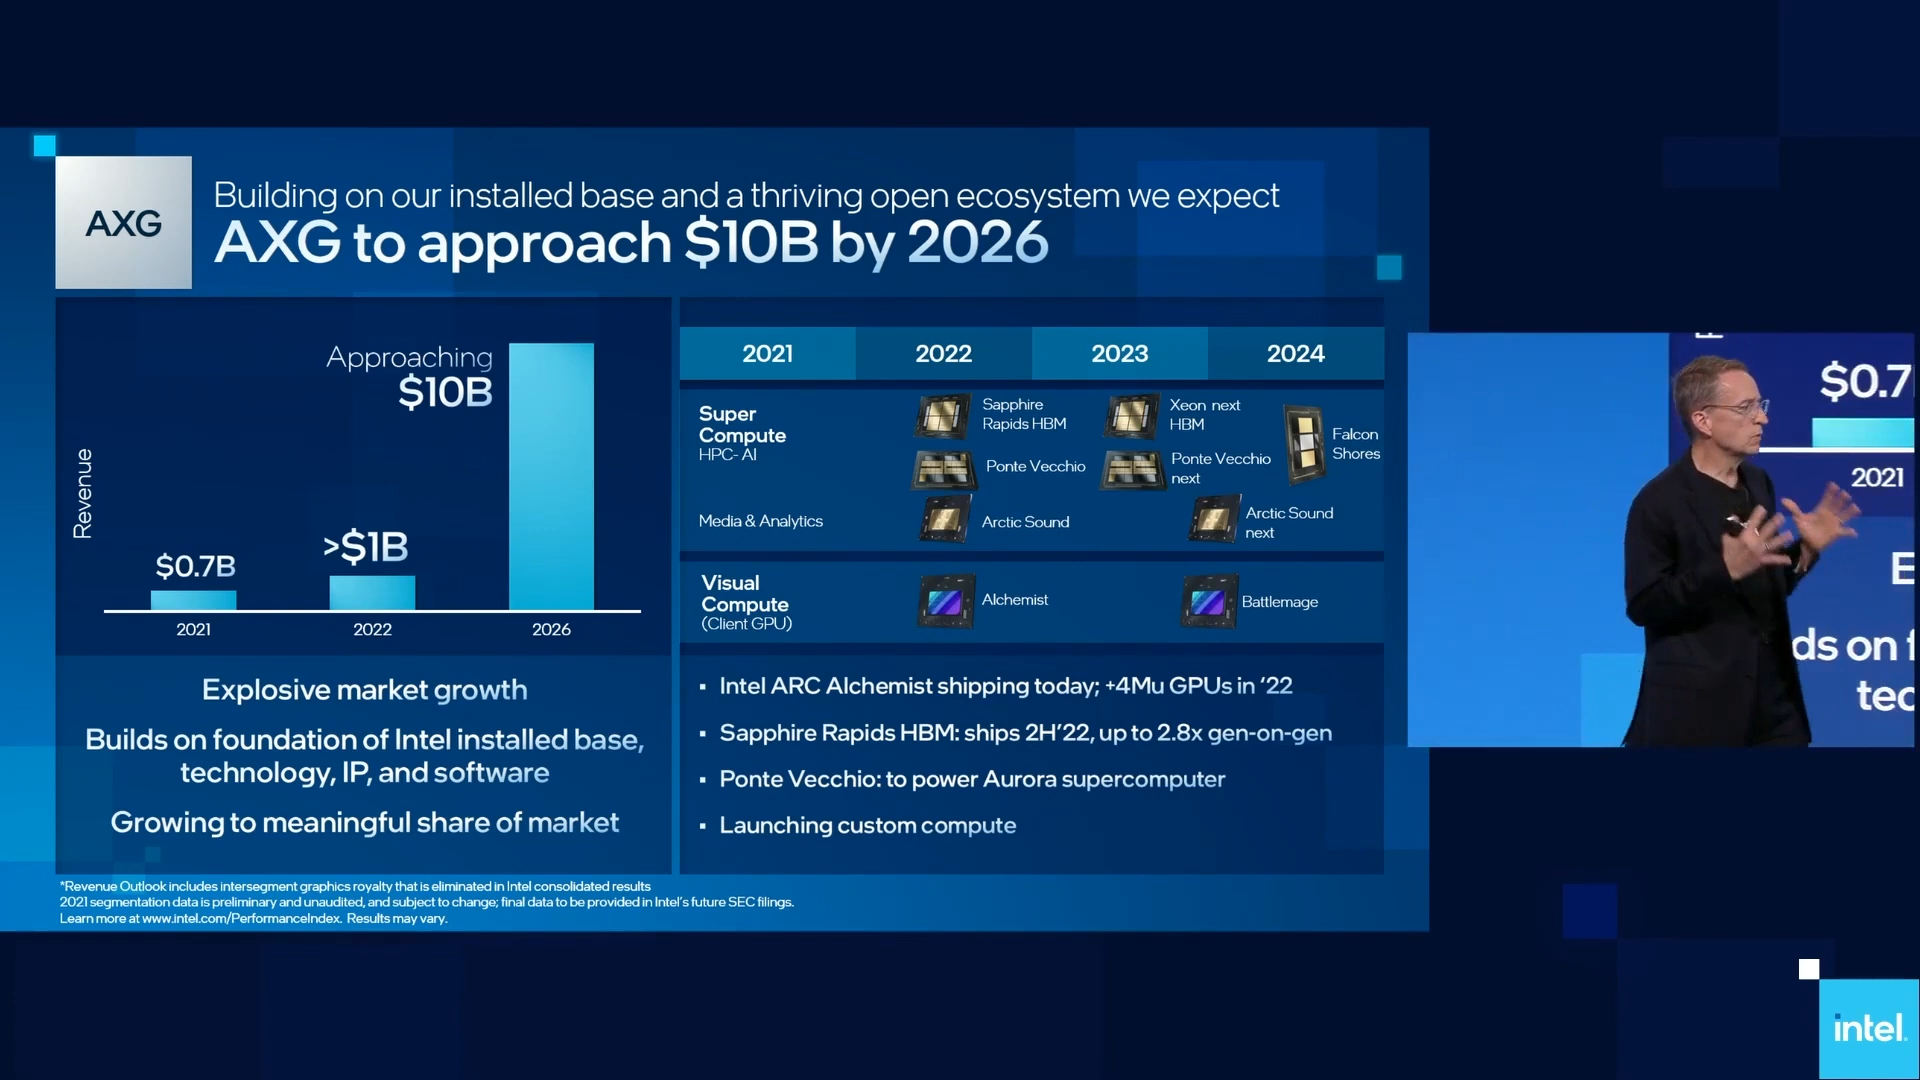 AXG
Building on our installed base and a thriving open ecosystem we expect
AXG to approach $10B by 2026
Revenue
$0.7B
>$1B
Approaching
$10B
2021
2022
2026
Explosive market growth
Builds on foundation of Intel installed base,
technology, IP, and software
Growing to meaningful share of market
2021
2022
2023
2024
Super
Compute
HPC- AI
Sapphire
Rapids HBM
Xeon next
HBM
Falcon
Shores
Ponte Vecchio
Ponte Vecchio
next
Media & Analytics
Arctic Sound
Arctic Sound
next
Visual
Compute
(Client GPU)
Alchemist
Battlemage
▪ Intel ARC Alchemist shipping today; +4Mu GPUs in ‘22
▪ Sapphire Rapids HBM: ships 2H’22, up to 2.8x gen-on-gen
▪ Ponte Vecchio: to power Aurora supercomputer
▪ Launching custom compute
*Revenue Outlook includes intersegment graphics royalty that is eliminated in Intel consolidated results
2021 segmentation data is preliminary and unaudited, and subject to change; final data to be provided in Intel’s future SEC filings.
Learn more at www.intel.com/PerformanceIndex. Results may vary.
$0.7
2021
E
ds on f
tec
intel.